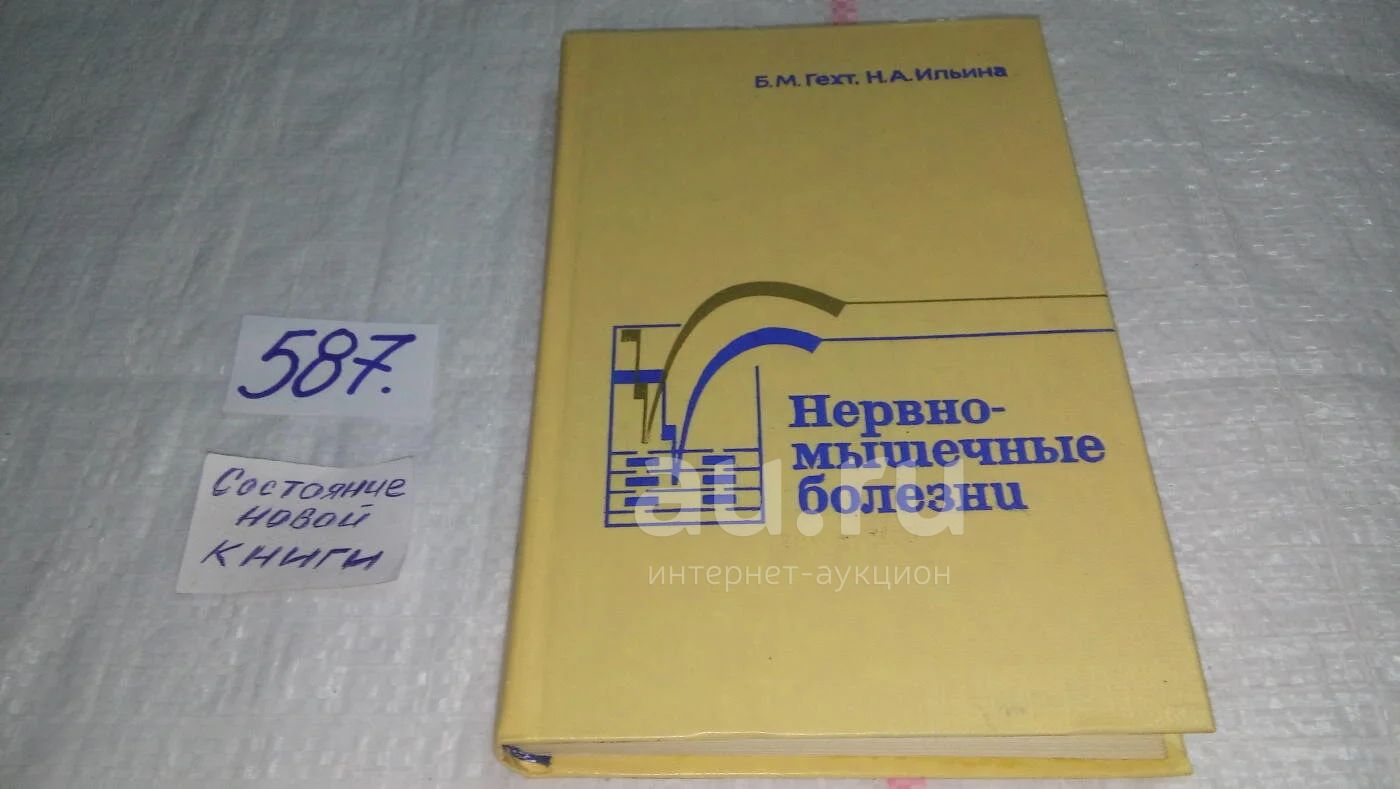 Б.М.Гехт, Н.А.Ильина
Нервно-
мышечные
болезни
587.
Состояние
новой
книги
au.ru
интернет-аукцион